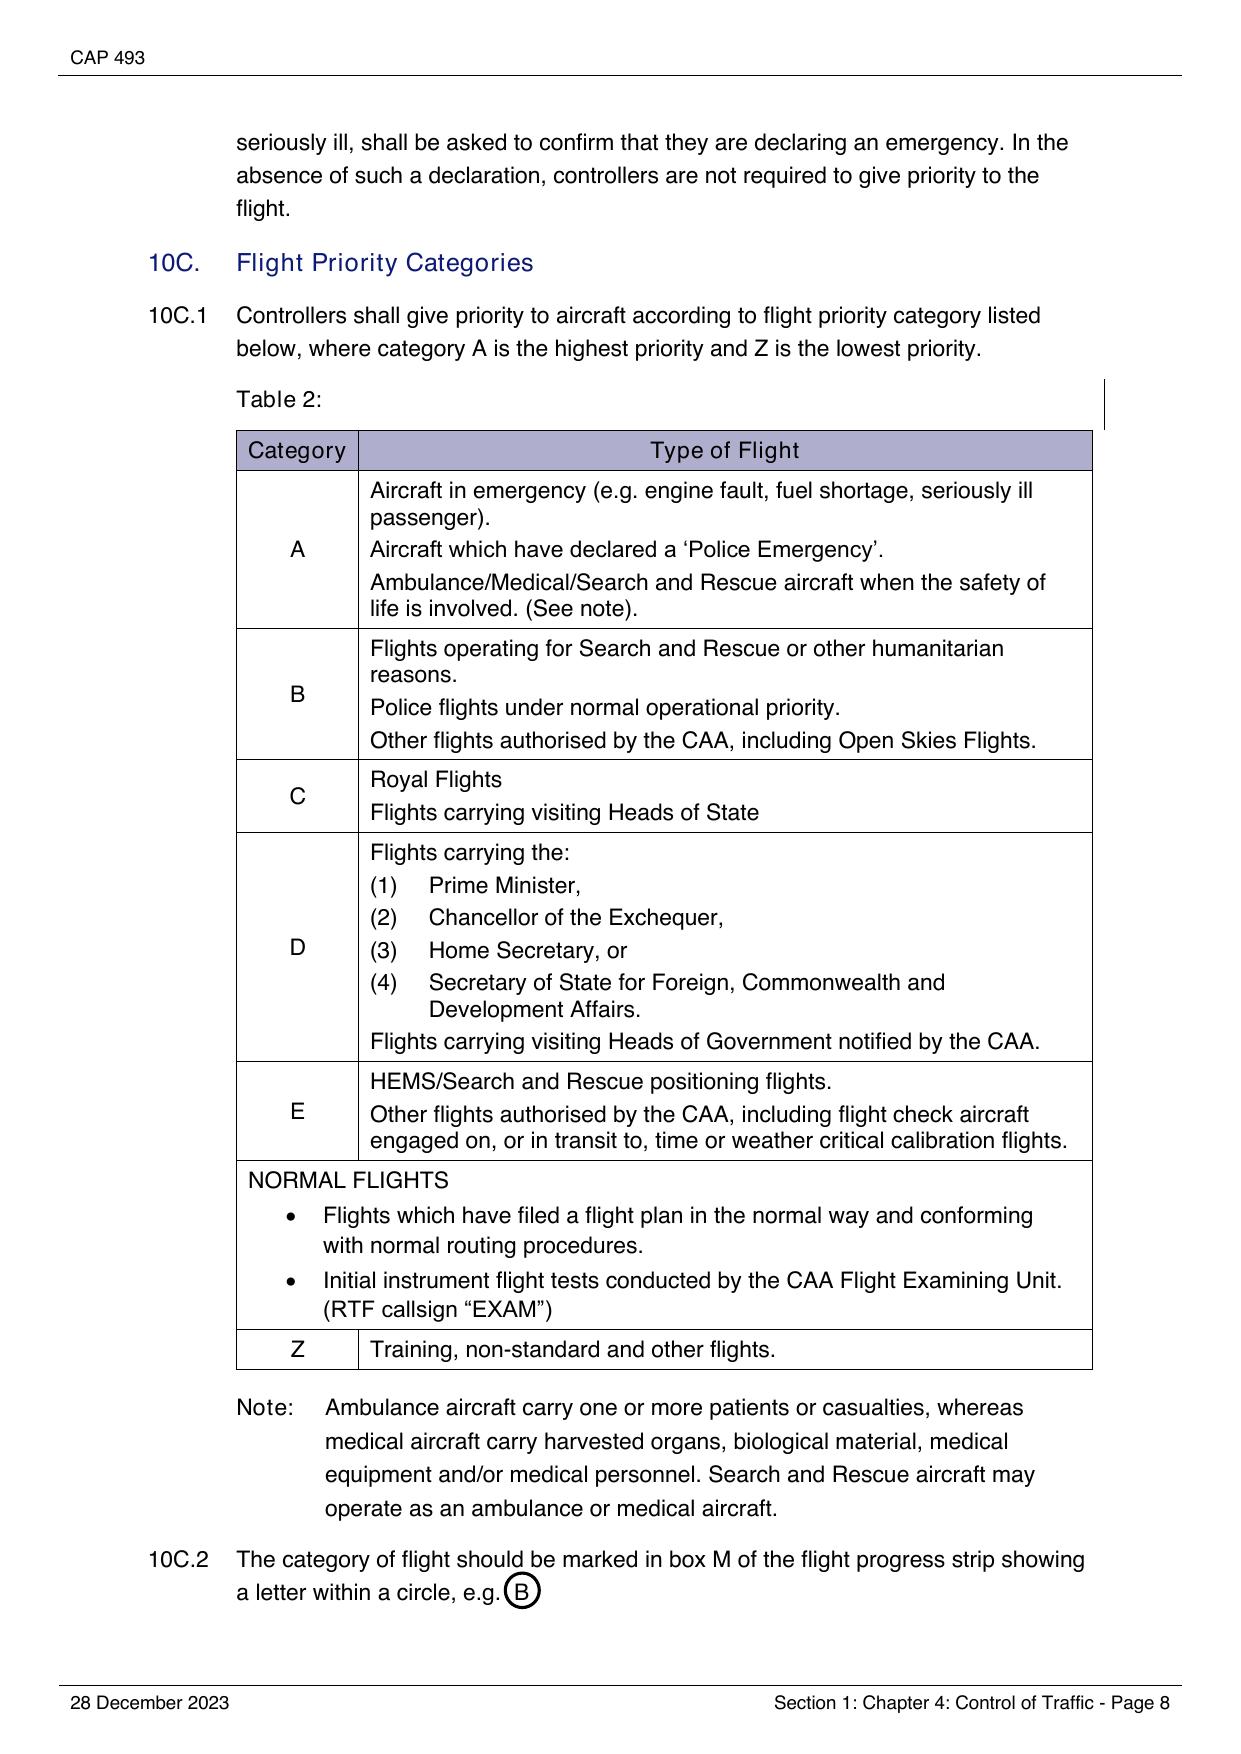 CAP 493
seriously ill, shall be asked to confirm that they are declaring an emergency. In the
absence of such a declaration, controllers are not required to give priority to the
flight.
10C. Flight Priority Categories
10C.1 Controllers shall give priority to aircraft according to flight priority category listed
below, where category A is the highest priority and Z is the lowest priority.
Table 2:
Category Type of Flight
Aircraft in emergency (e.g. engine fault, fuel shortage, seriously ill
passenger).
A Aircraft which have declared a ‘Police Emergency’.
Ambulance/Medical/Search and Rescue aircraft when the safety of
life is involved. (See note).
Flights operating for Search and Rescue or other humanitarian
reasons.
B Police flights under normal operational priority.
Other flights authorised by the CAA, including Open Skies Flights.
C Royal Flights
Flights carrying visiting Heads of State
Flights carrying the:
(1) Prime Minister,
(2) Chancellor of the Exchequer,
D (3) Home Secretary, or
(4) Secretary of State for Foreign, Commonwealth and
Development Affairs.
Flights carrying visiting Heads of Government notified by the CAA.
HEMS/Search and Rescue positioning flights.
E Other flights authorised by the CAA, including flight check aircraft
engaged on, or in transit to, time or weather critical calibration flights.
NORMAL FLIGHTS
• Flights which have filed a flight plan in the normal way and conforming
with normal routing procedures.
• Initial instrument flight tests conducted by the CAA Flight Examining Unit.
(RTF callsign “EXAM”)
Z Training, non-standard and other flights.
Note: Ambulance aircraft carry one or more patients or casualties, whereas
medical aircraft carry harvested organs, biological material, medical
equipment and/or medical personnel. Search and Rescue aircraft may
operate as an ambulance or medical aircraft.
10C.2 The category of flight should be marked in box M of the flight progress strip showing
a letter within a circle, e.g. B
28 December 2023 Section 1: Chapter 4: Control of Traffic - Page 8